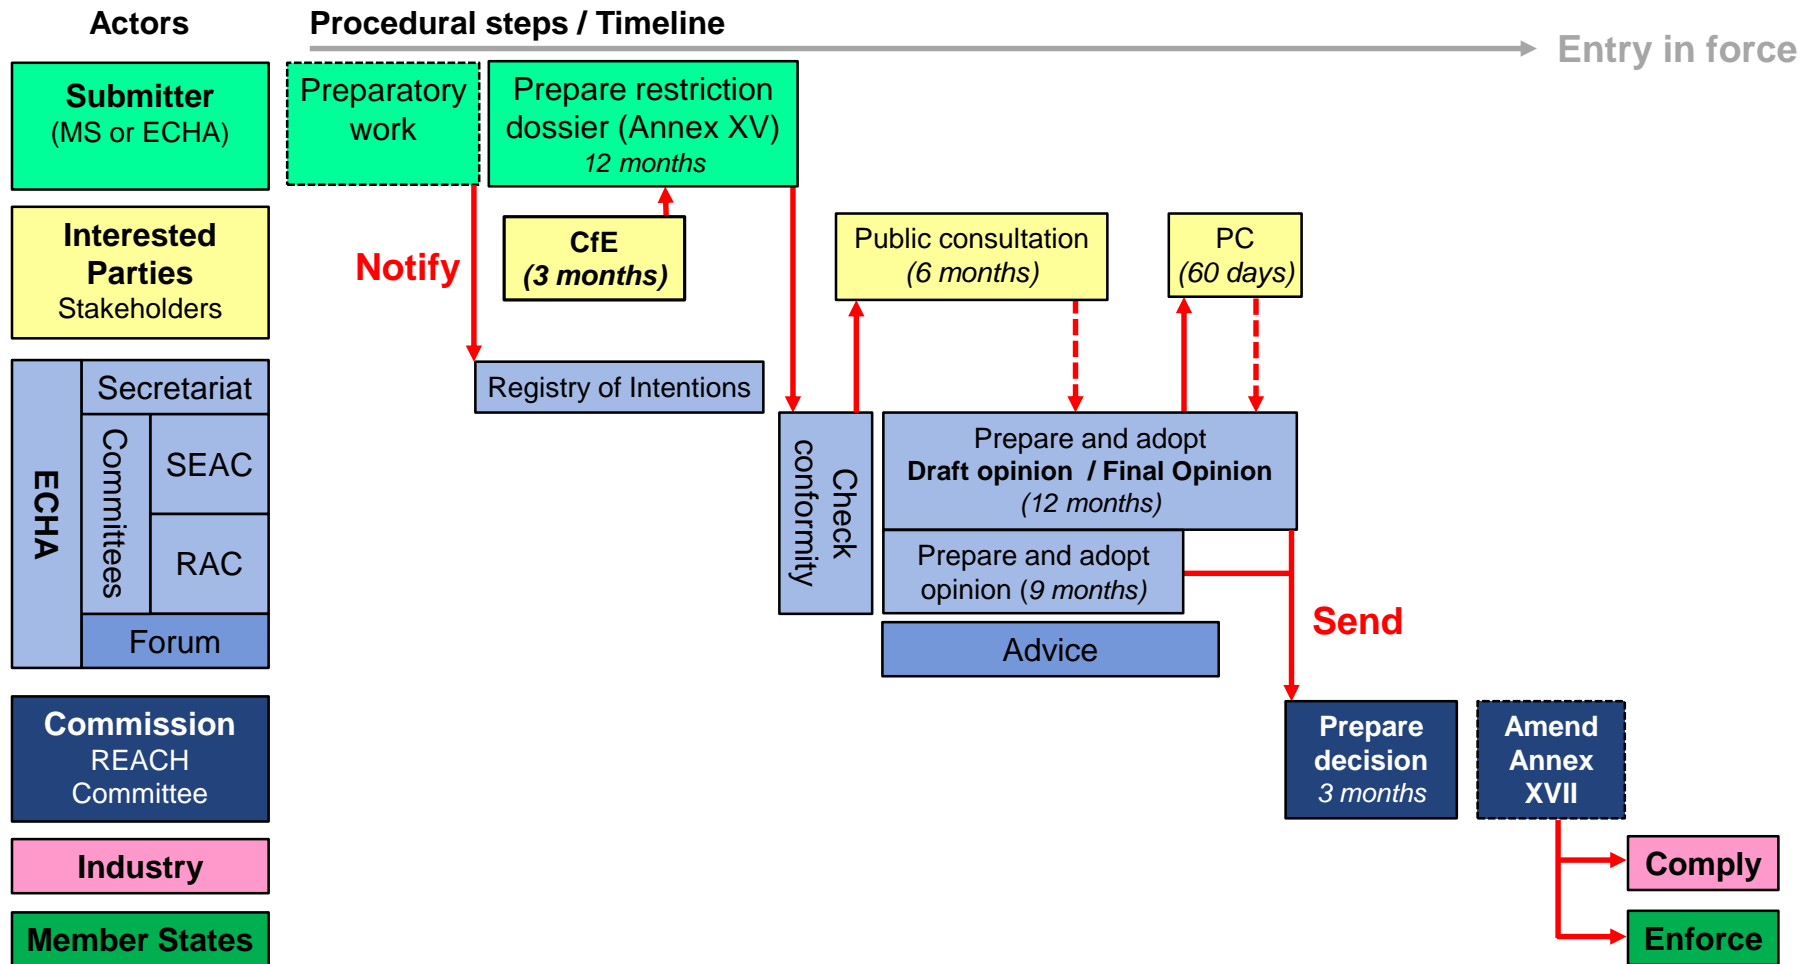 Actors
Procedural steps / Timeline
Entry in force
Submitter
(MS or ECHA)
Preparatory
work
Prepare restriction
dossier (Annex XV)
12 months
Interested
Parties
Stakeholders
Notify
CfE
(3 months)
Public consultation
(6 months)
PC
(60 days)
ECHA
Secretariat
Committees
SEAC
RAC
Forum
Registry of Intentions
Check
conformity
Prepare and adopt
Draft opinion / Final Opinion
(12 months)
Prepare and adopt
opinion (9 months)
Advice
Send
Commission
REACH
Committee
Prepare
decision
3 months
Amend
Annex
XVII
Industry
Comply
Member States
Enforce